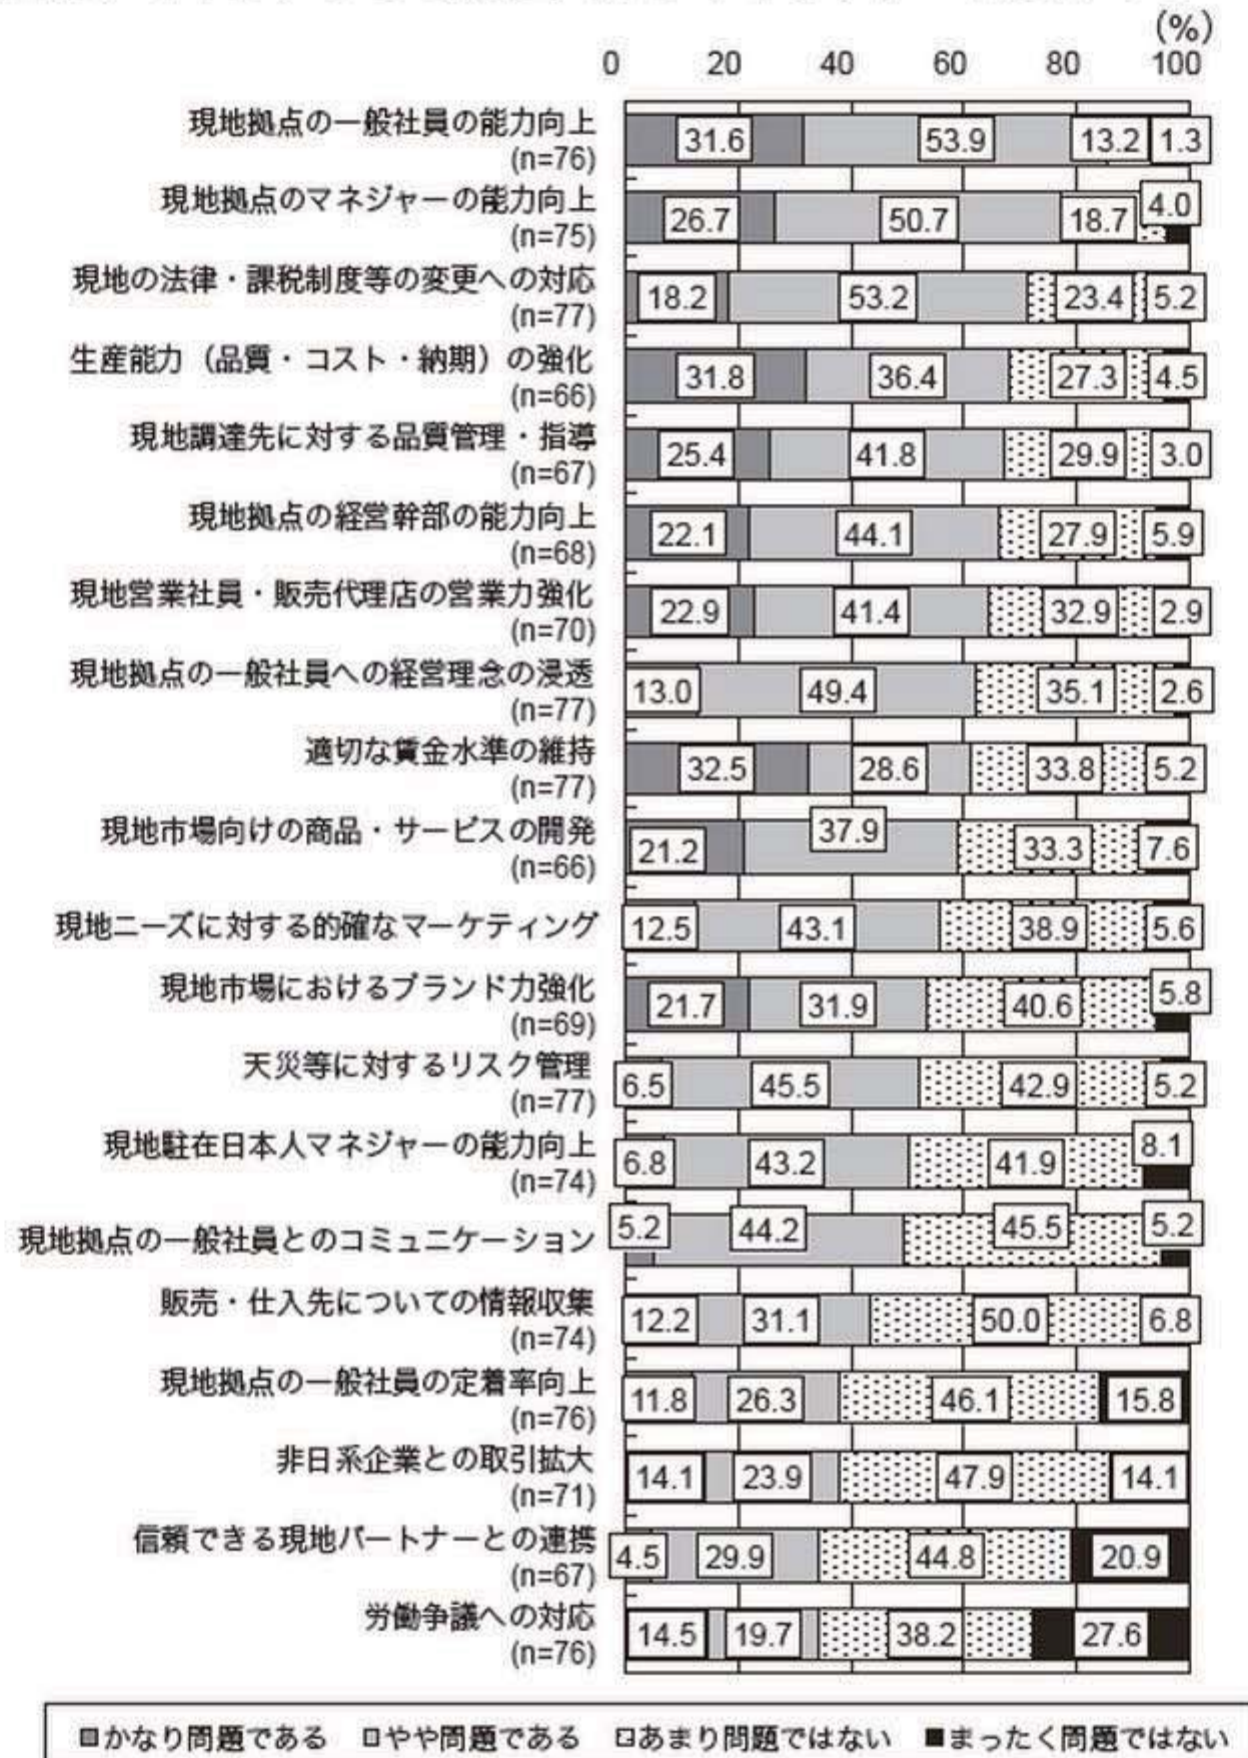 (%)
0 20 40 60 80 100
現地拠点の一般社員の能力向上
(n=76)
31.6 53.9 13.2 1.3
現地拠点のマネジャーの能力向上
(n=75)
26.7 50.7 18.7 4.0
現地の法律・課税制度等の変更への対応
(n=77)
18.2 53.2 23.4 5.2
生産能力（品質・コスト・納期）の強化
(n=66)
31.8 36.4 27.3 4.5
現地調達先に対する品質管理・指導
(n=67)
25.4 41.8 29.9 3.0
現地拠点の経営幹部の能力向上
(n=68)
22.1 44.1 27.9 5.9
現地営業社員・販売代理店の営業力強化
(n=70)
22.9 41.4 32.9 2.9
現地拠点の一般社員への経営理念の浸透
(n=77)
13.0 49.4 35.1 2.6
適切な賃金水準の維持
(n=77)
32.5 28.6 33.8 5.2
現地市場向けの商品・サービスの開発
(n=66)
21.2 37.9 33.3 7.6
現地ニーズに対する的確なマーケティング
12.5 43.1 38.9 5.6
現地市場におけるブランド力強化
(n=69)
21.7 31.9 40.6 5.8
天災等に対するリスク管理
(n=77)
6.5 45.5 42.9 5.2
現地駐在日本人マネジャーの能力向上
(n=74)
6.8 43.2 41.9 8.1
現地拠点の一般社員とのコミュニケーション
5.2 44.2 45.5 5.2
販売・仕入先についての情報収集
(n=74)
12.2 31.1 50.0 6.8
現地拠点の一般社員の定着率向上
(n=76)
11.8 26.3 46.1 15.8
非日系企業との取引拡大
(n=71)
14.1 23.9 47.9 14.1
信頼できる現地パートナーとの連携
(n=67)
4.5 29.9 44.8 20.9
労働争議への対応
(n=76)
14.5 19.7 38.2 27.6
かなり問題である やや問題である あまり問題ではない まったく問題ではない